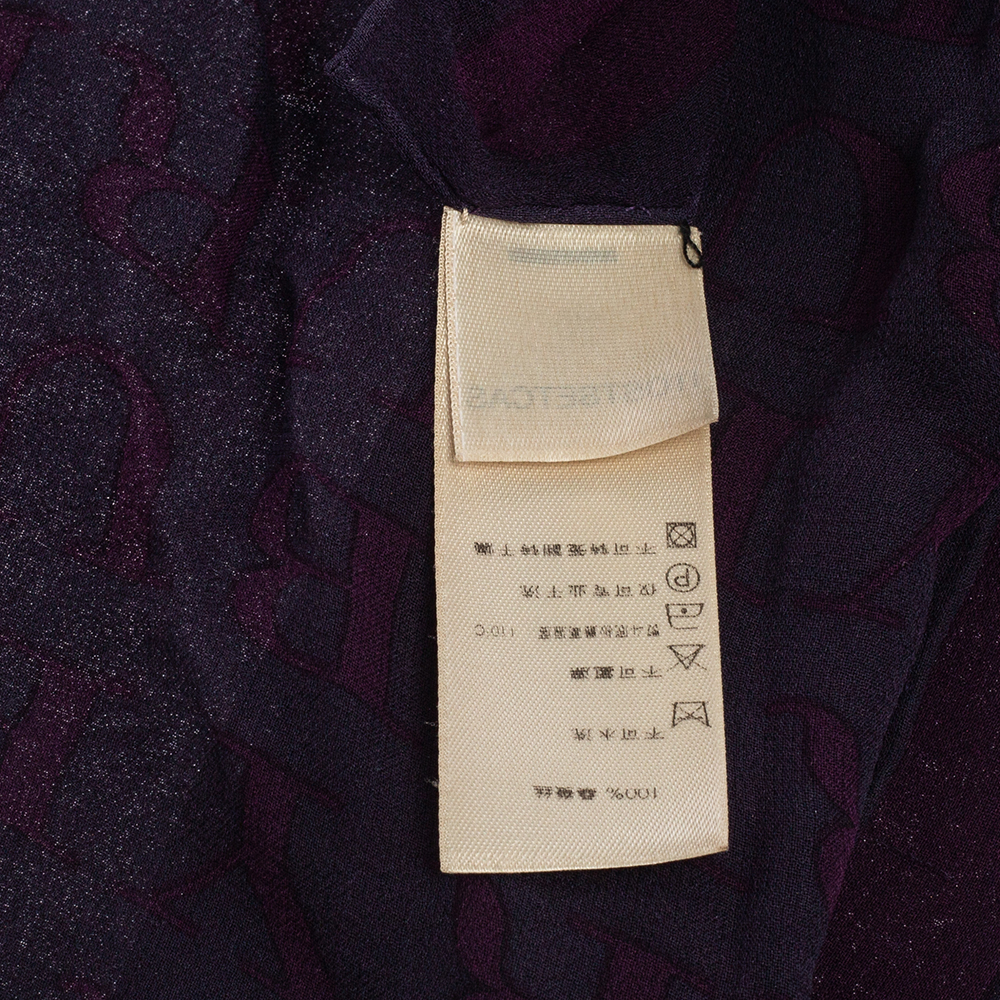 100% 桑蚕丝
不可水洗
不可漂白
熨斗底板最高温度 110 C
仅可专业干洗
不可转笼翻转干燥